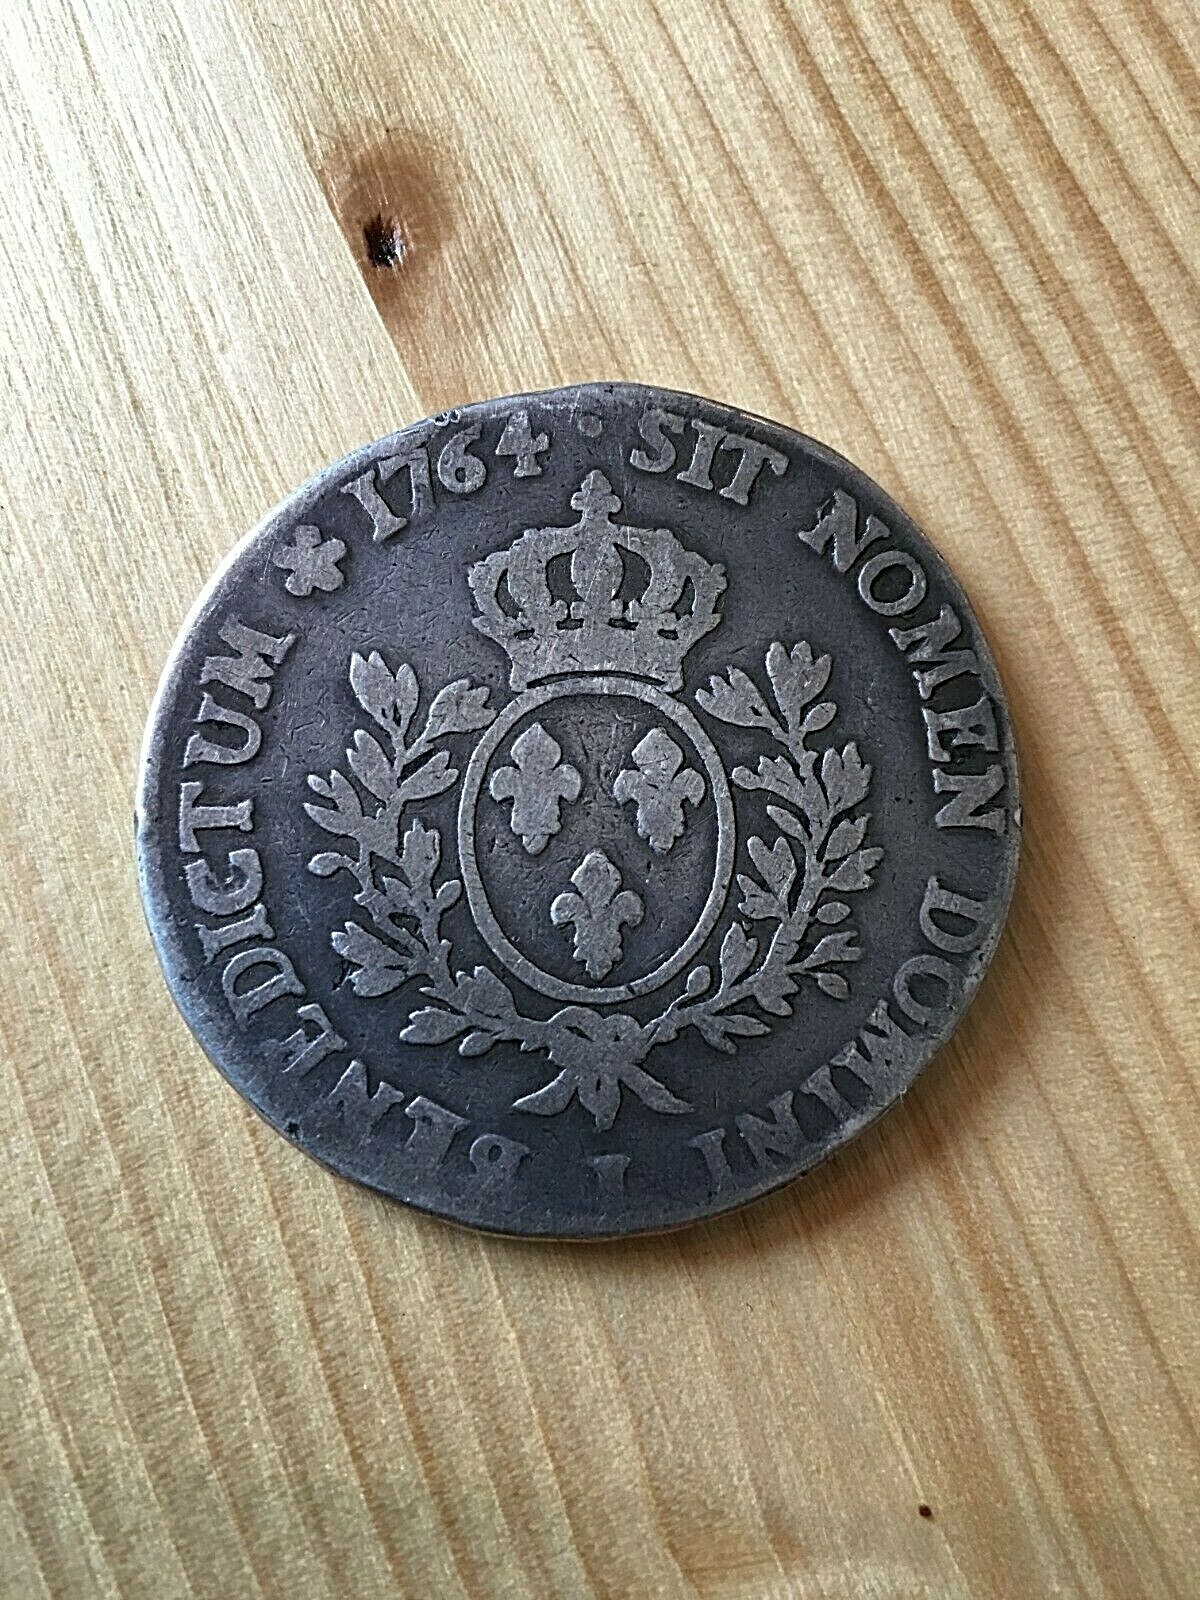 1764 · SIT NOMEN DOMINI I BENEDICTUM